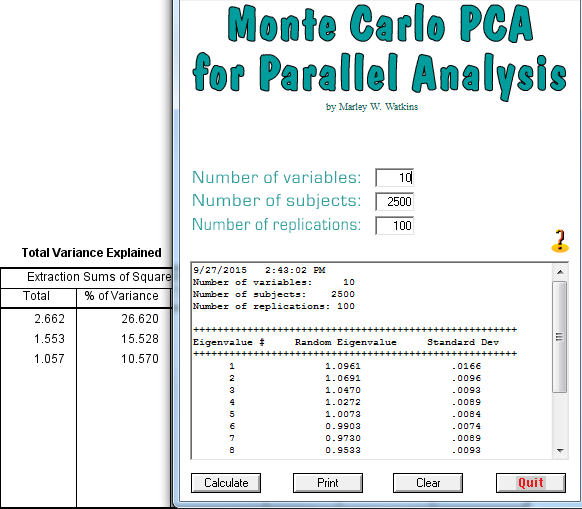 Monte Carlo PCA
for Parallel Analysis
by Marley W. Watkins
Number of variables: 10
Number of subjects: 2500
Number of replications: 100
?
Total Variance Explained
Extraction Sums of Square
Total % of Variance
2.662 26.620
1.553 15.528
1.057 10.570
9/27/2015 2:43:02 PM
Number of variables: 10
Number of subjects: 2500
Number of replications: 100
++++++++++++++++++++++++++++++++++++++++++++++++++++++
Eigenvalue # Random Eigenvalue Standard Dev
++++++++++++++++++++++++++++++++++++++++++++++++++++++
1 1.0961 .0166
2 1.0691 .0096
3 1.0470 .0093
4 1.0272 .0089
5 1.0073 .0084
6 0.9903 .0074
7 0.9730 .0089
8 0.9533 .0093
Calculate Print Clear Quit